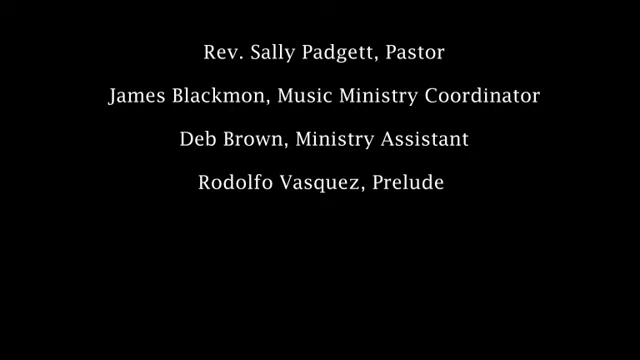 Rev. Sally Padgett, Pastor
James Blackmon, Music Ministry Coordinator
Deb Brown, Ministry Assistant
Rodolfo Vasquez, Prelude